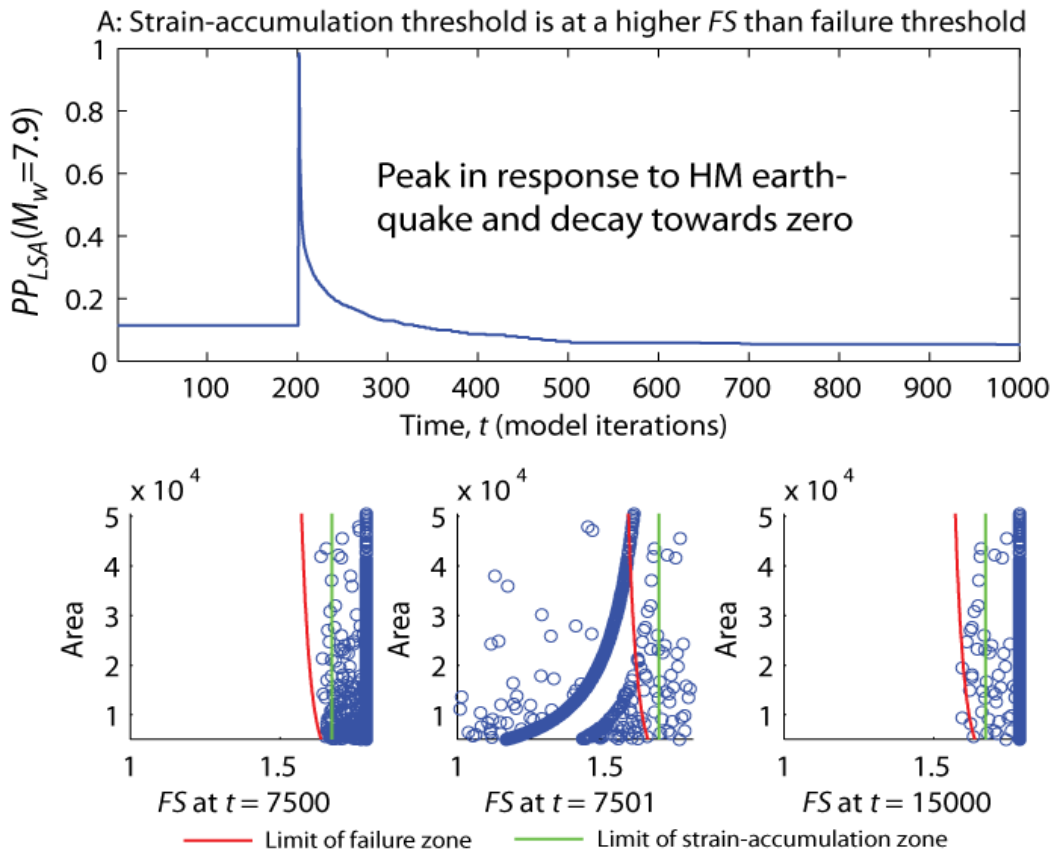 A: Strain-accumulation threshold is at a higher FS than failure threshold
1
0.8
0.6
0.4
0.2
0
PP_LSA(M_w=7.9)
Peak in response to HM earth-
quake and decay towards zero
100 200 300 400 500 600 700 800 900 1000
Time, t (model iterations)
x 10^4 x 10^4 x 10^4
5 5 5
4 4 4
3 3 3
2 2 2
1 1 1
Area Area Area
1 1.5 1 1.5 1 1.5
FS at t = 7500 FS at t = 7501 FS at t = 15000
Limit of failure zone Limit of strain-accumulation zone